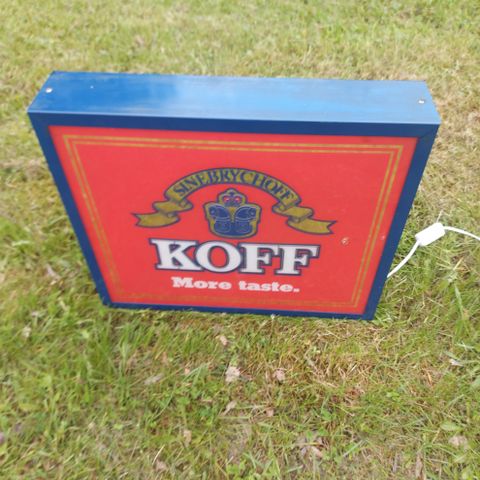 SINEBRYCHOFF
KOFF
More taste.